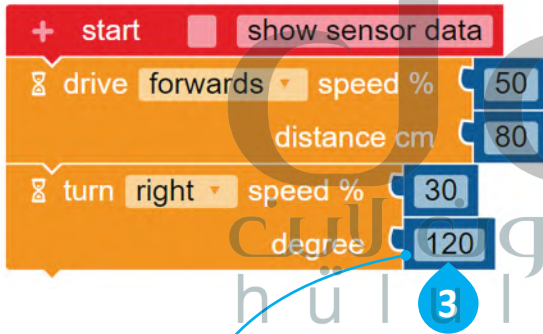 + start show sensor data
drive forwards speed % 50
distance cm 80
turn right speed % 30
degree 120
3
hülul